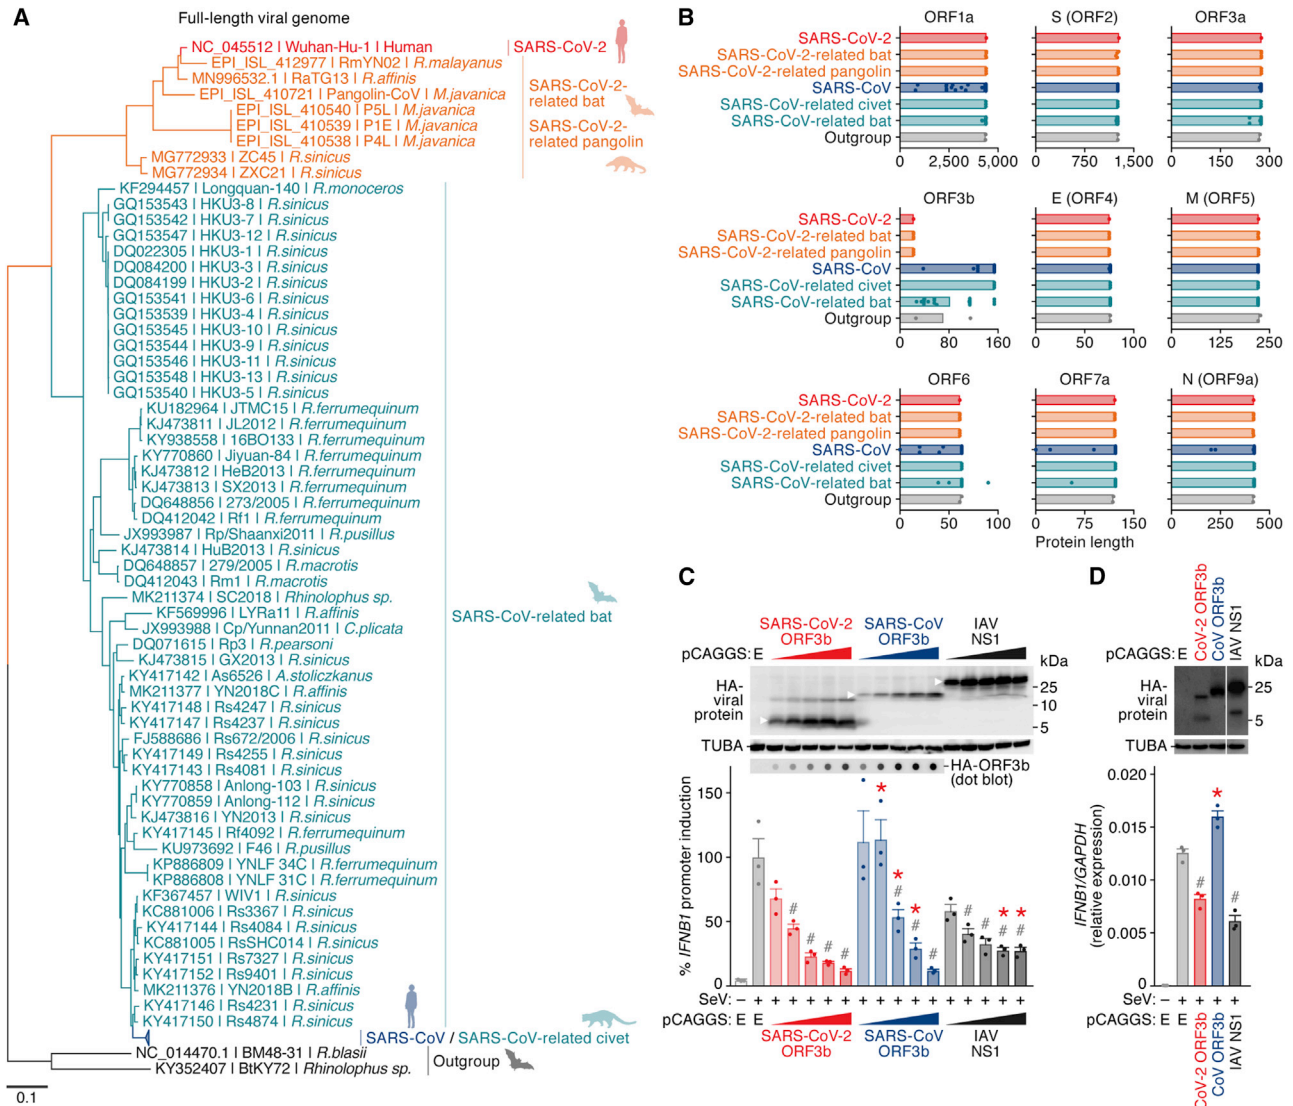 A
Full-length viral genome
NC_045512 | Wuhan-Hu-1 | Human
SARS-CoV-2
EPI_ISL_412977 | RmYN02 | R.malayanus
MN996532.1 | RaTG13 | R.affinis
EPI_ISL_410721 | Pangolin-CoV | M.javanica
EPI_ISL_410540 | P5L | M.javanica
EPI_ISL_410539 | P1E | M.javanica
EPI_ISL_410538 | P4L | M.javanica
SARS-CoV-2-
related bat
SARS-CoV-2-
related pangolin
MG772933 | ZC45 | R.sinicus
MG772934 | ZXC21 | R.sinicus
KF294457 | Longquan-140 | R.monoceros
GQ153543 | HKU3-8 | R.sinicus
GQ153542 | HKU3-7 | R.sinicus
GQ153547 | HKU3-12 | R.sinicus
DQ022305 | HKU3-1 | R.sinicus
DQ084200 | HKU3-3 | R.sinicus
DQ084199 | HKU3-2 | R.sinicus
GQ153541 | HKU3-6 | R.sinicus
GQ153539 | HKU3-4 | R.sinicus
GQ153545 | HKU3-10 | R.sinicus
GQ153544 | HKU3-9 | R.sinicus
GQ153546 | HKU3-11 | R.sinicus
GQ153548 | HKU3-13 | R.sinicus
GQ153540 | HKU3-5 | R.sinicus
KU182964 | JTMC15 | R.ferrumequinum
KJ473811 | JL2012 | R.ferrumequinum
KY938558 | 16BO133 | R.ferrumequinum
KY770860 | Jiyuan-84 | R.ferrumequinum
KJ473812 | HeB2013 | R.ferrumequinum
KJ473813 | SX2013 | R.ferrumequinum
DQ648856 | 273/2005 | R.ferrumequinum
DQ412042 | Rf1 | R.ferrumequinum
JX993987 | Rp/Shaanxi2011 | R.pusillus
KJ473814 | HuB2013 | R.sinicus
DQ648857 | 279/2005 | R.macrotis
DQ412043 | Rm1 | R.macrotis
MK211374 | SC2018 | Rhinolophus sp.
KF569996 | LYRa11 | R.affinis
JX993988 | Cp/Yunnan2011 | C.plicata
DQ071615 | Rp3 | R.pearsoni
KJ473815 | GX2013 | R.sinicus
KY417142 | As6526 | A.stoliczkanus
MK211377 | YN2018C | R.affinis
KY417148 | Rs4247 | R.sinicus
KY417147 | Rs4237 | R.sinicus
FJ588686 | Rs672/2006 | R.sinicus
KY417149 | Rs4255 | R.sinicus
KY417143 | Rs4081 | R.sinicus
KY770858 | Anlong-103 | R.sinicus
KY770859 | Anlong-112 | R.sinicus
KJ473816 | YN2013 | R.sinicus
KY417145 | Rf4092 | R.ferrumequinum
KU973692 | F46 | R.pusillus
KP886809 | YNLF 34C | R.ferrumequinum
KP886808 | YNLF 31C | R.ferrumequinum
KF367457 | WIV1 | R.sinicus
KC881006 | Rs3367 | R.sinicus
KY417144 | Rs4084 | R.sinicus
KC881005 | RsSHC014 | R.sinicus
KY417151 | Rs7327 | R.sinicus
KY417152 | Rs9401 | R.sinicus
MK211376 | YN2018B | R.affinis
KY417146 | Rs4231 | R.sinicus
KY417150 | Rs4874 | R.sinicus
SARS-CoV-related bat
SARS-CoV / SARS-CoV-related civet
NC_014470.1 | BM48-31 | R.blasii
KY352407 | BtKY72 | Rhinolophus sp.
Outgroup
0.1
B
ORF1a S (ORF2) ORF3a
SARS-CoV-2
SARS-CoV-2-related bat
SARS-CoV-2-related pangolin
SARS-CoV
SARS-CoV-related civet
SARS-CoV-related bat
Outgroup
0 2,500 5,000 0 750 1,500 0 150 300
ORF3b E (ORF4) M (ORF5)
SARS-CoV-2
SARS-CoV-2-related bat
SARS-CoV-2-related pangolin
SARS-CoV
SARS-CoV-related civet
SARS-CoV-related bat
Outgroup
0 80 160 0 50 100 0 125 250
ORF6 ORF7a N (ORF9a)
SARS-CoV-2
SARS-CoV-2-related bat
SARS-CoV-2-related pangolin
SARS-CoV
SARS-CoV-related civet
SARS-CoV-related bat
Outgroup
0 50 100 0 75 150 0 250 500
Protein length
C
SARS-CoV-2 ORF3b
SARS-CoV ORF3b
IAV NS1
pCAGGS: E
kDa
HA-
viral
protein
25
10
5
TUBA
HA-ORF3b
(dot blot)
% IFNB1 promoter induction
150
100
50
0
# # # # * * # * # # # # * # * #
SeV: – + + + + + + + + + + + + + + + +
pCAGGS: E E
SARS-CoV-2 ORF3b
SARS-CoV ORF3b
IAV NS1
D
CoV-2 ORF3b
CoV ORF3b
IAV NS1
pCAGGS: E
kDa
HA-
viral
protein
25
5
TUBA
IFNB1/GAPDH
(relative expression)
0.020
0.015
0.010
0.005
0
# * #
SeV: – + + + +
pCAGGS: E E
CoV-2 ORF3b
CoV ORF3b
IAV NS1